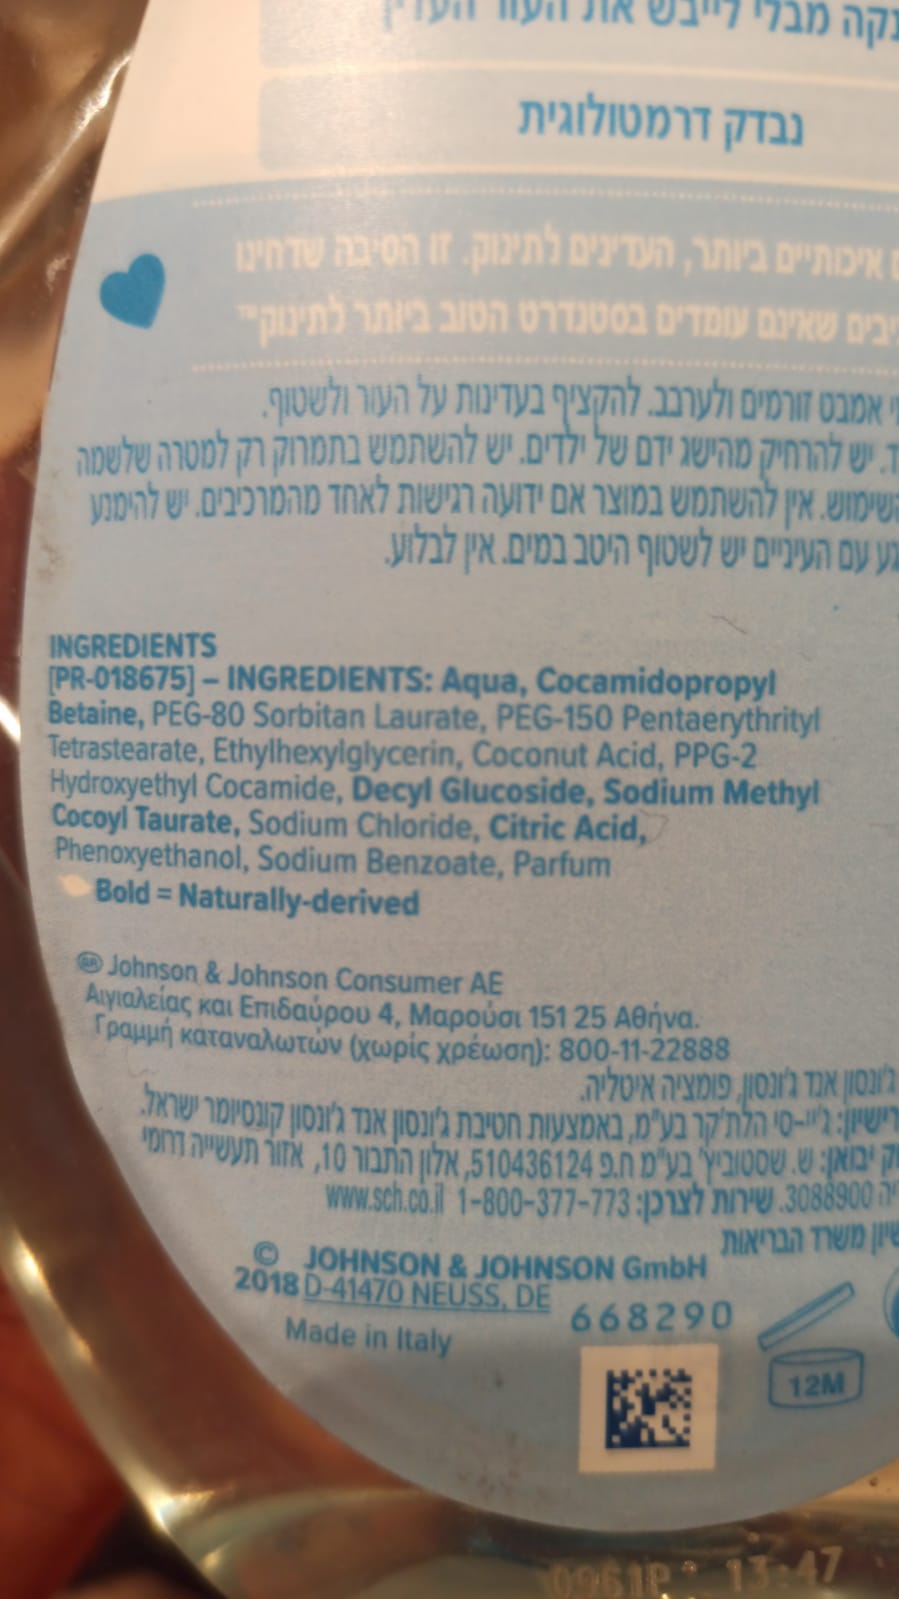 נקה מבלי לייבש את העור העדין
נבדק דרמטולוגית
איכותיים ביותר, העדינים לתינוק. זו הסיבה שדחינו
שאינם עומדים בסטנדרט הטוב ביותר לתינוק™
אמבט זורמים ולערבב. להקציף בעדינות על העור ולשטוף.
יש להרחיק מהישג ידם של ילדים. יש להשתמש בתמרוק רק למטרה שלשמה
אין להשתמש במוצר אם ידועה רגישות לאחד מהמרכיבים. יש להימנע
עם העיניים יש לשטוף היטב במים. אין לבלוע.
INGREDIENTS
[PR-018675] – INGREDIENTS: Aqua, Cocamidopropyl
Betaine, PEG-80 Sorbitan Laurate, PEG-150 Pentaerythrityl
Tetrastearate, Ethylhexylglycerin, Coconut Acid, PPG-2
Hydroxyethyl Cocamide, Decyl Glucoside, Sodium Methyl
Cocoyl Taurate, Sodium Chloride, Citric Acid,
Phenoxyethanol, Sodium Benzoate, Parfum
Bold = Naturally-derived
GR Johnson & Johnson Consumer AE
Αιγιαλείας και Επιδαύρου 4, Μαρούσι 151 25 Αθήνα.
Γραμμή καταναλωτών (χωρίς χρέωση): 800-11-22888
ג'ונסון אנד ג'ונסון, פומציה איטליה.
ג'יי-סי הלת'קר בע"מ, באמצעות חטיבת ג'ונסון אנד ג'ונסון קונסיומר ישראל.
יבואן: ש. שסטוביץ' בע"מ ח.פ 510436124, אלון התבור 10, אזור תעשייה דרומי
3088900. שירות לצרכן: 1-800-377-773 www.sch.co.il
משרד הבריאות
© JOHNSON & JOHNSON GmbH
2018 D-41470 NEUSS, DE
668290
Made in Italy
12M
0961P 13:47